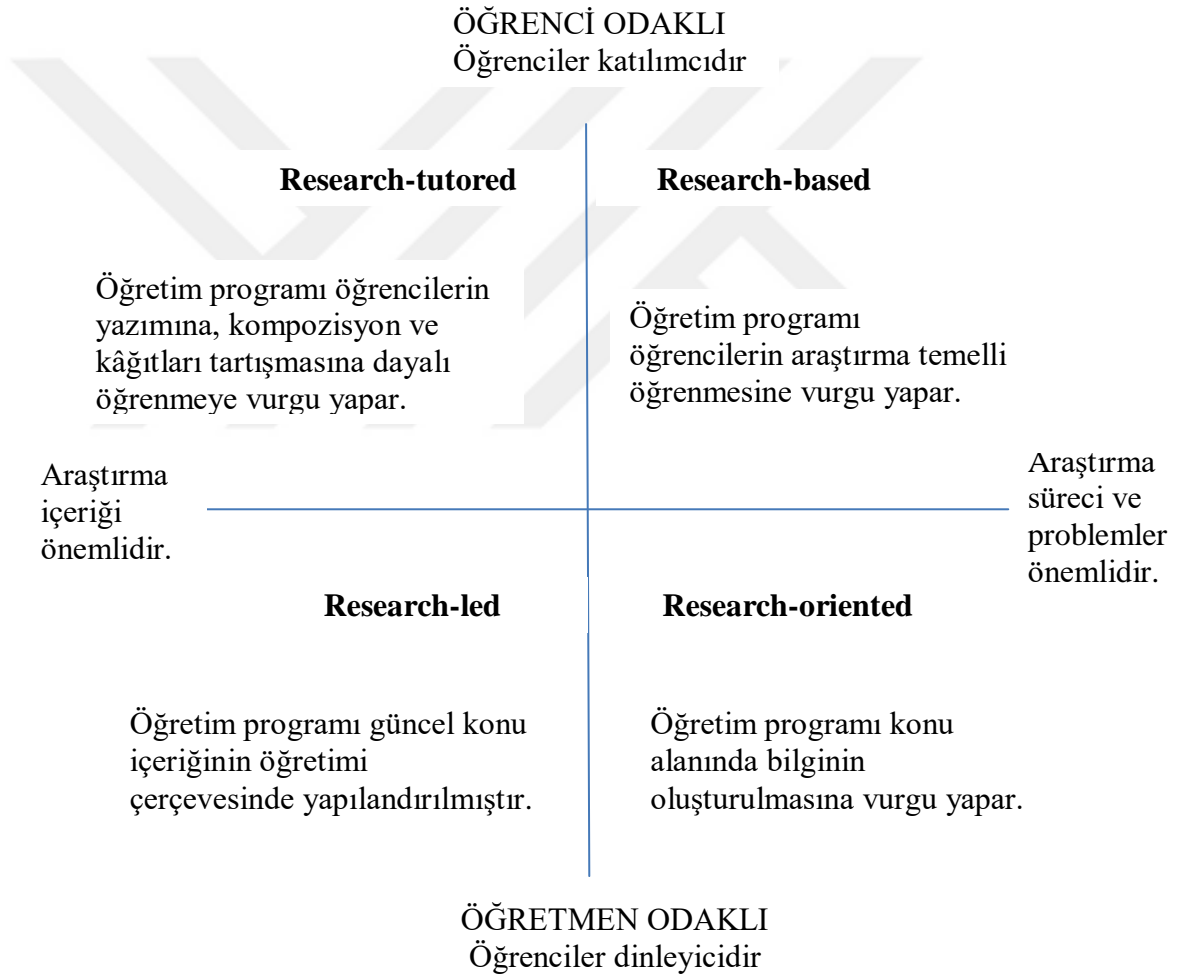 ÖĞRENCİ ODAKLI
Öğrenciler katılımcıdır
Research-tutored
Research-based
Öğretim programı öğrencilerin
yazımına, kompozisyon ve
kâğıtları tartışmasına dayalı
öğrenmeye vurgu yapar.
Öğretim programı
öğrencilerin araştırma temelli
öğrenmesine vurgu yapar.
Araştırma
içeriği
önemlidir.
Araştırma
süreci ve
problemler
önemlidir.
Research-led
Research-oriented
Öğretim programı güncel konu
içeriğinin öğretimi
çerçevesinde yapılandırılmıştır.
Öğretim programı konu
alanında bilginin
oluşturulmasına vurgu yapar.
ÖĞRETMEN ODAKLI
Öğrenciler dinleyicidir